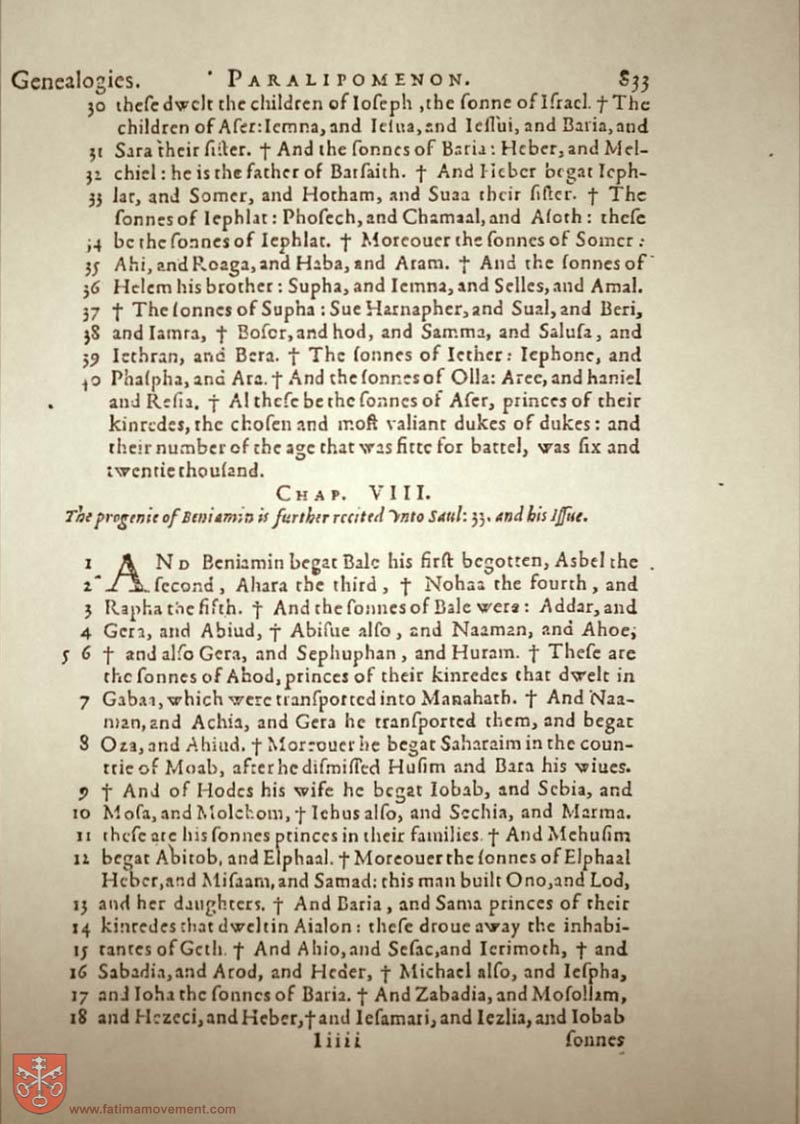 Genealogies. PARALIPOMENON. 833
30 theſe dwelt the children of Ioſeph ,the ſonne of Iſrael. † The
children of Aſer: Iemna, and Ieſua, and Ieſſui, and Baria, and
31 Sara their ſiſter. † And the ſonnes of Baria: Heber, and Mel-
32 chiel: he is the father of Barſaith. † And Heber begat Ieph-
33 lat, and Somer, and Hotham, and Suaa their ſiſter. † The
ſonnes of Iephlat: Phoſech, and Chamaal, and Aſoth: theſe
34 be the ſonnes of Iephlat. † Moreouer the ſonnes of Somer:
35 Ahi, and Roaga, and Haba, and Aram. † And the ſonnes of
36 Helem his brother: Supha, and Iemna, and Selles, and Amal.
37 † The ſonnes of Supha: Sue Harnapher, and Sual, and Beri,
38 and Iamra, † Boſor, and hod, and Samma, and Saluſa, and
39 Iethran, and Bera. † The ſonnes of Iether: Iephone, and
40 Phaſpha, and Ara. † And the ſonnes of Olla: Aree, and haniel
and Reſia. † Al theſe be the ſonnes of Aſer, princes of their
kinredes, the choſen and moſt valiant dukes of dukes: and
their number of the age that was fitte for battel, was ſix and
twentie thouſand.
CHAP. VIII.
The progenie of Beniamin is further recited vnto Saul: 33. and his Iſſue.
1 AND Beniamin begat Bale his firſt begotten, Asbel the
2 ſecond, Ahara the third, † Nohaa the fourth, and
3 Rapha the fifth. † And the ſonnes of Bale were: Addar, and
4 Gera, and Abiud, † Abiſue alſo, and Naaman, and Ahoe,
5 6 † and alſo Gera, and Sephuphan, and Huram. † Theſe are
the ſonnes of Ahod, princes of their kinredes that dwelt in
7 Gabaa, which were tranſported into Manahath. † And Naa-
man, and Achia, and Gera he tranſported them, and begat
8 Oza, and Ahiud. † Moreouer he begat Saharaim in the coun-
trie of Moab, after he diſmiſſed Huſim and Bara his wiues.
9 † And of Hodes his wife he begat Iobab, and Sebia, and
10 Moſa, and Molchom, † Iehus alſo, and Sechia, and Marma.
11 theſe are his ſonnes princes in their families. † And Mehuſim
12 begat Abitob, and Elphaal. † Moreouer the ſonnes of Elphaal
Heber, and Miſaam, and Samad: this man built Ono, and Lod,
13 and her daughters. † And Baria, and Sama princes of their
14 kinredes that dwelt in Aialon: theſe droue away the inhabi-
15 tantes of Geth. † And Ahio, and Seſac, and Ierimoth, † and
16 Sabadia, and Arod, and Heder, † Michael alſo, and Ieſpha,
17 and Ioha the ſonnes of Baria. † And Zabadia, and Moſollam,
18 and Hezeci, and Heber, † and Ieſamari, and Iezlia, and Iobab
Iiiii ſonnes
www.fatimamovement.com